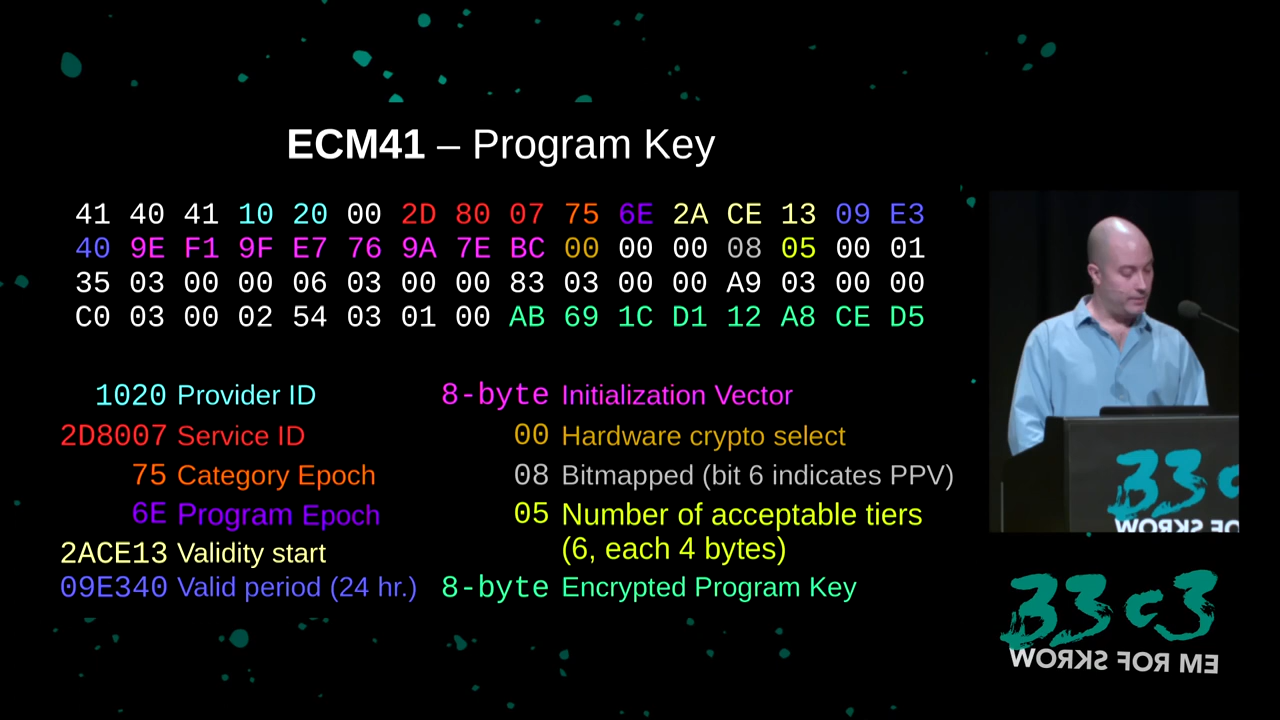 ECM41 – Program Key
41 40 41 10 20 00 2D 80 07 75 6E 2A CE 13 09 E3
40 9E F1 9F E7 76 9A 7E BC 00 00 00 08 05 00 01
35 03 00 00 06 03 00 00 83 03 00 00 A9 03 00 00
C0 03 00 02 54 03 01 00 AB 69 1C D1 12 A8 CE D5
1020 Provider ID
2D8007 Service ID
75 Category Epoch
6E Program Epoch
2ACE13 Validity start
09E340 Valid period (24 hr.)
8-byte Initialization Vector
00 Hardware crypto select
08 Bitmapped (bit 6 indicates PPV)
05 Number of acceptable tiers
(6, each 4 bytes)
8-byte Encrypted Program Key
33c
WORKS FOR
33c3
WORKS FOR ME